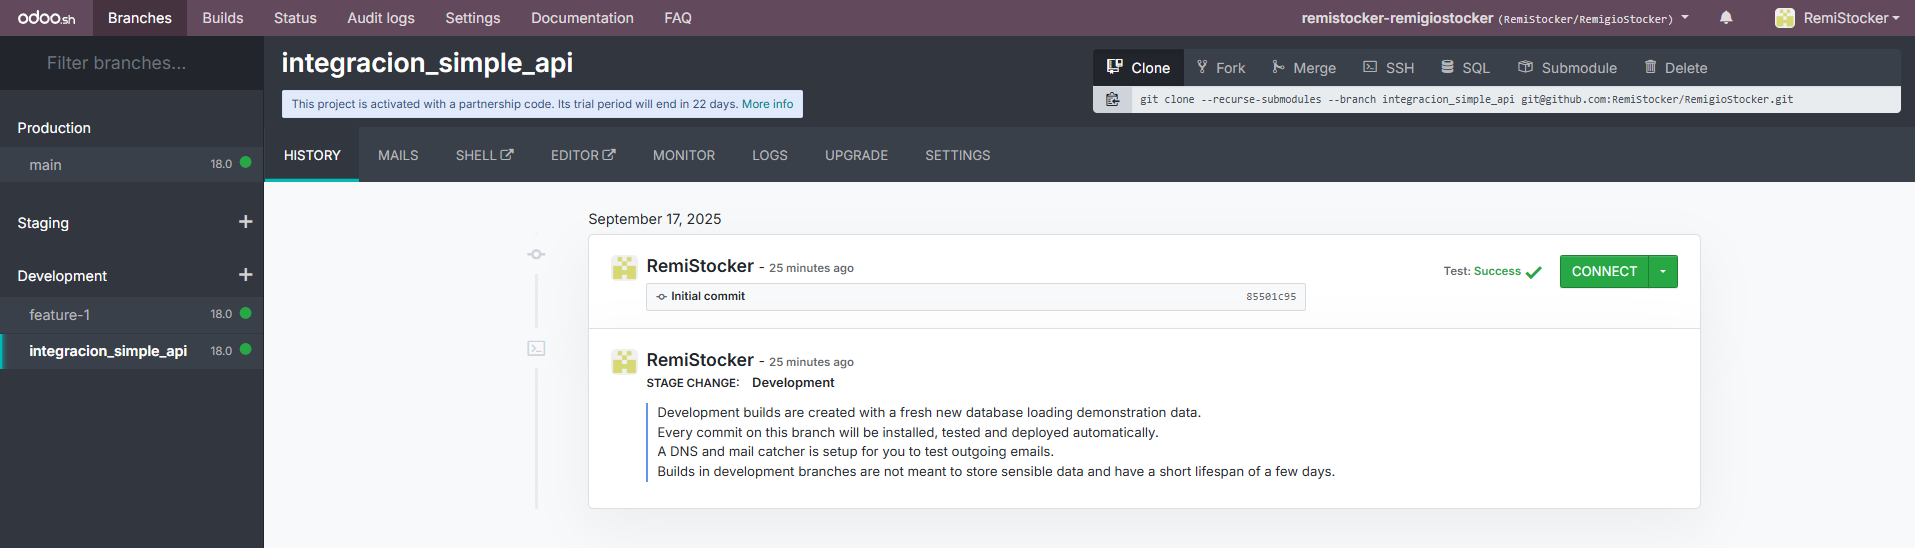 odoo.sh Branches Builds Status Audit logs Settings Documentation FAQ remistocker-remigiostocker (RemiStocker/RemigioStocker) RemiStocker
Filter branches...
integracion_simple_api
Clone Fork Merge SSH SQL Submodule Delete
This project is activated with a partnership code. Its trial period will end in 22 days. More info
git clone --recurse-submodules --branch integracion_simple_api git@github.com:RemiStocker/RemigioStocker.git
Production
main 18.0
Staging
Development
feature-1 18.0
integracion_simple_api 18.0
HISTORY MAILS SHELL EDITOR MONITOR LOGS UPGRADE SETTINGS
September 17, 2025
RemiStocker - 25 minutes ago
Test: Success CONNECT
Initial commit 85501c95
RemiStocker - 25 minutes ago
STAGE CHANGE: Development
Development builds are created with a fresh new database loading demonstration data.
Every commit on this branch will be installed, tested and deployed automatically.
A DNS and mail catcher is setup for you to test outgoing emails.
Builds in development branches are not meant to store sensible data and have a short lifespan of a few days.